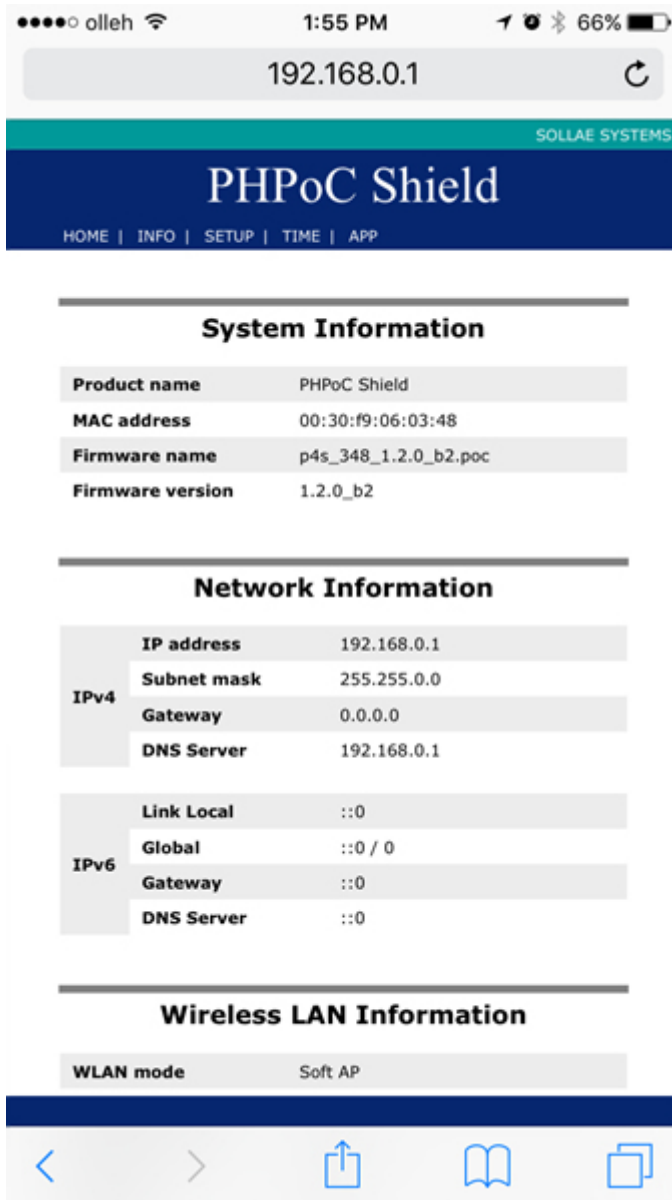 olleh 1:55 PM 66%
192.168.0.1
SOLLAE SYSTEMS
PHPoC Shield
HOME | INFO | SETUP | TIME | APP
System Information
Product name PHPoC Shield
MAC address 00:30:f9:06:03:48
Firmware name p4s_348_1.2.0_b2.poc
Firmware version 1.2.0_b2
Network Information
IPv4
IP address 192.168.0.1
Subnet mask 255.255.0.0
Gateway 0.0.0.0
DNS Server 192.168.0.1
IPv6
Link Local ::0
Global ::0 / 0
Gateway ::0
DNS Server ::0
Wireless LAN Information
WLAN mode Soft AP